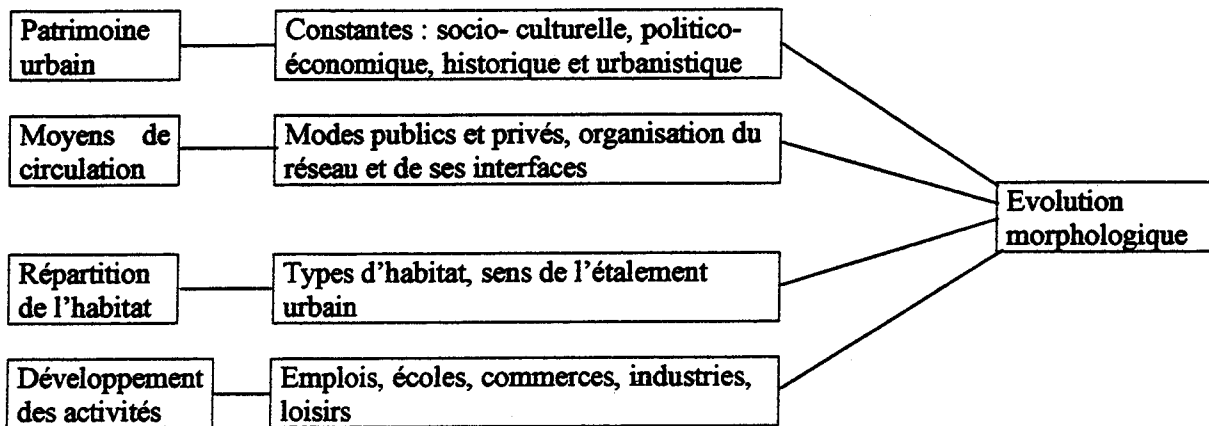 Patrimoine
urbain
Constantes : socio- culturelle, politico-
économique, historique et urbanistique
Moyens de
circulation
Modes publics et privés, organisation du
réseau et de ses interfaces
Evolution
morphologique
Répartition
de l'habitat
Types d'habitat, sens de l'étalement
urbain
Développement
des activités
Emplois, écoles, commerces, industries,
loisirs